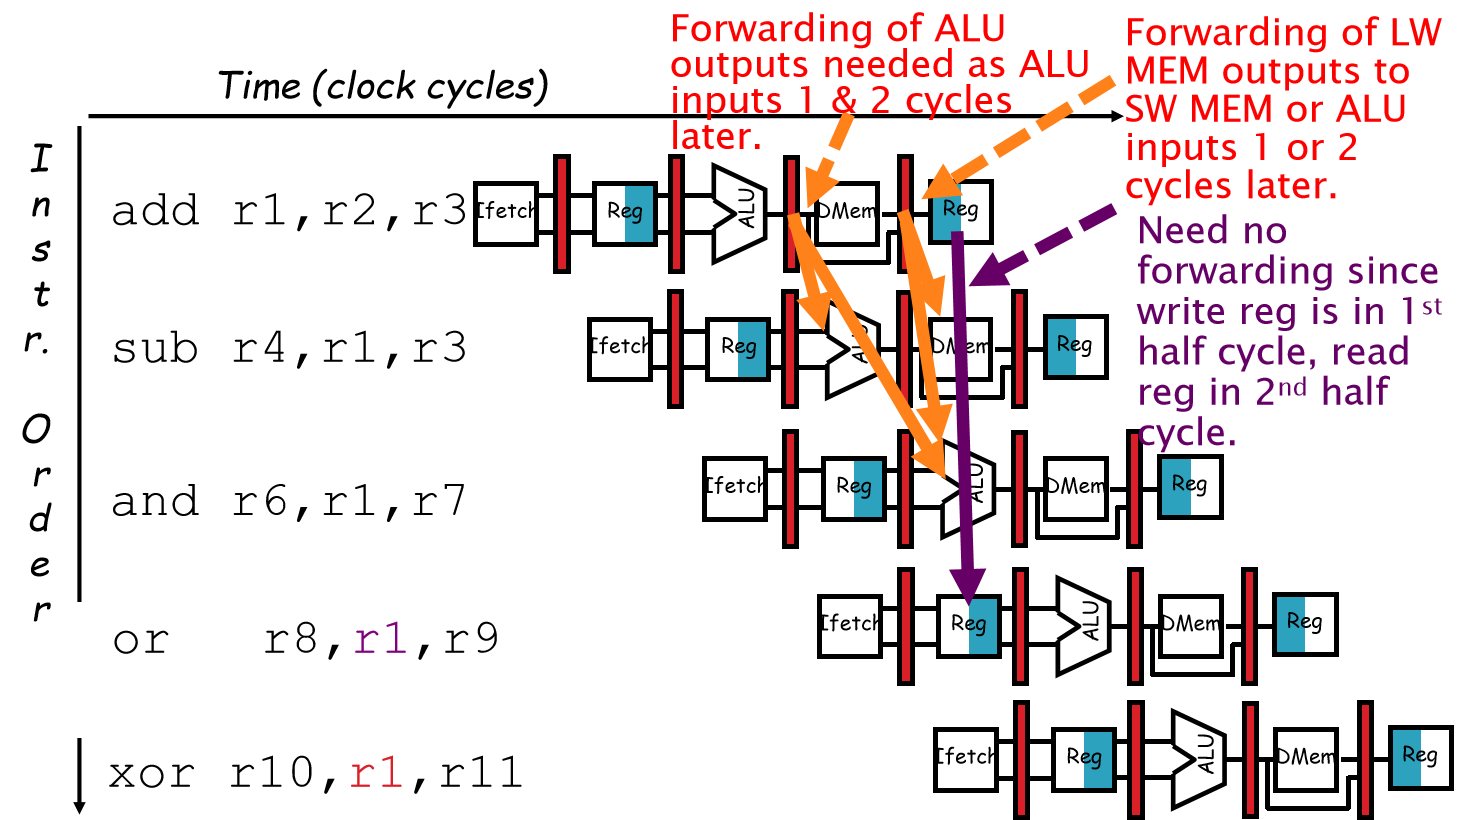 Forwarding of ALU
outputs needed as ALU
inputs 1 & 2 cycles
later.
Forwarding of LW
MEM outputs to
SW MEM or ALU
inputs 1 or 2
cycles later.
Need no
forwarding since
write reg is in 1st
half cycle, read
reg in 2nd half
cycle.
Time (clock cycles)
Instr. Order
add r1,r2,r3
Ifetch Reg ALU DMem Reg
sub r4,r1,r3
Ifetch Reg ALU DMem Reg
and r6,r1,r7
Ifetch Reg ALU DMem Reg
or r8,r1,r9
Ifetch Reg ALU DMem Reg
xor r10,r1,r11
Ifetch Reg ALU DMem Reg